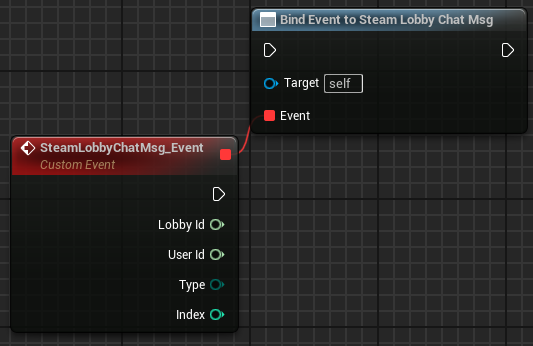 Bind Event to Steam Lobby Chat Msg
Target self
Event
SteamLobbyChatMsg_Event
Custom Event
Lobby Id
User Id
Type
Index